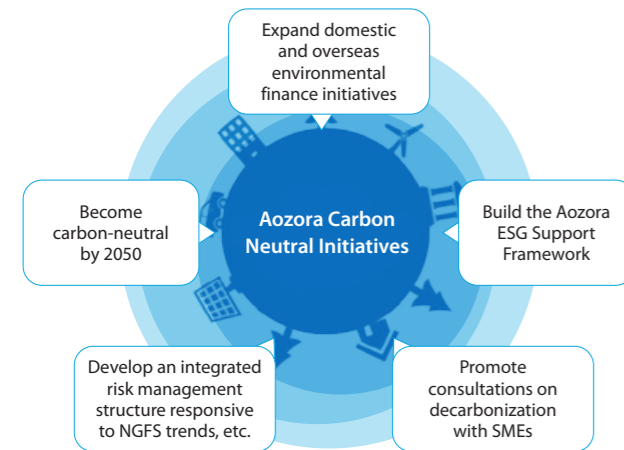 Expand domestic
and overseas
environmental
finance initiatives
Become
carbon-neutral
by 2050
Aozora Carbon
Neutral Initiatives
Build the Aozora
ESG Support
Framework
Develop an integrated
risk management
structure responsive
to NGFS trends, etc.
Promote
consultations on
decarbonization
with SMEs